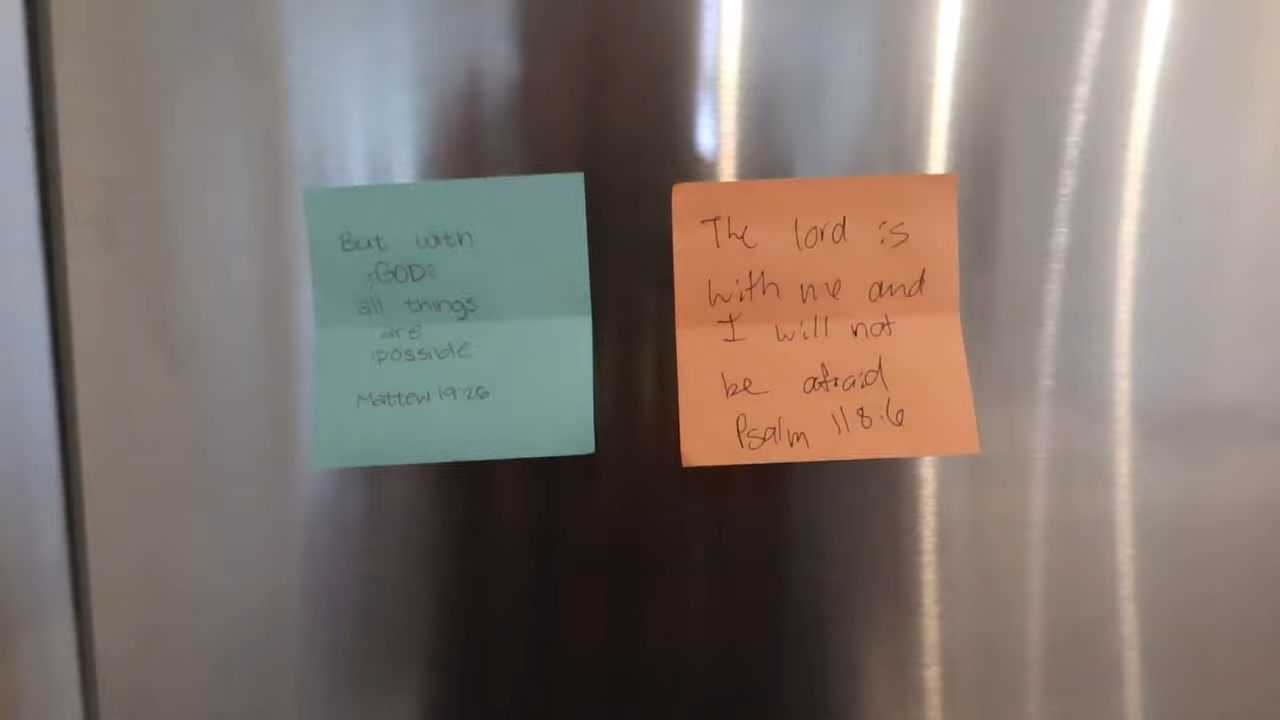 But with
GOD
all things
are
possible
Mattew 19:26
The lord is
with me and
I will not
be afraid
Psalm 118:6